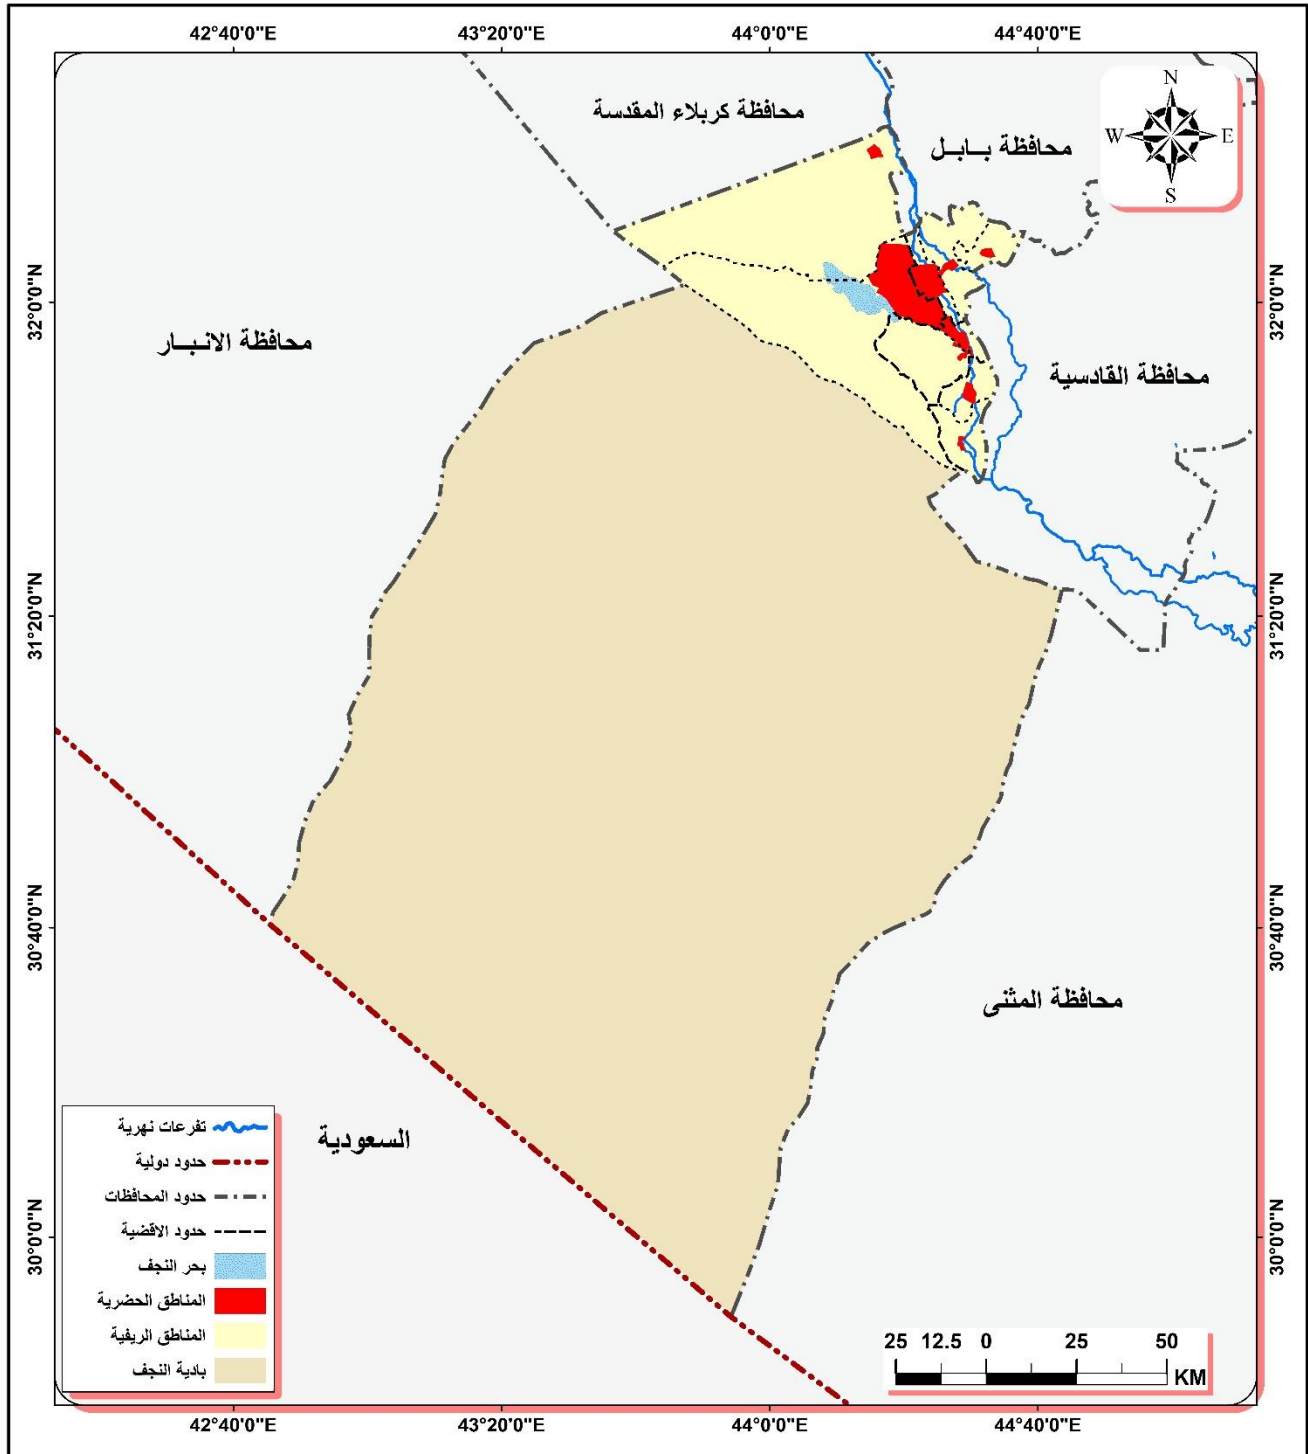 42°40'0"E
43°20'0"E
44°0'0"E
44°40'0"E
N
W
E
S
محافظة كربلاء المقدسة
محافظة بــابــل
32°0'0"N
32°0'0"N
محافظة الانـبـار
محافظة القادسية
31°20'0"N
31°20'0"N
30°40'0"N
30°40'0"N
محافظة المثنى
السعودية
30°0'0"N
30°0'0"N
تفرعات نهرية
حدود دولية
حدود المحافظات
حدود الاقضية
بحر النجف
المناطق الحضرية
المناطق الريفية
بادية النجف
25 12.5 0 25 50
KM
42°40'0"E
43°20'0"E
44°0'0"E
44°40'0"E